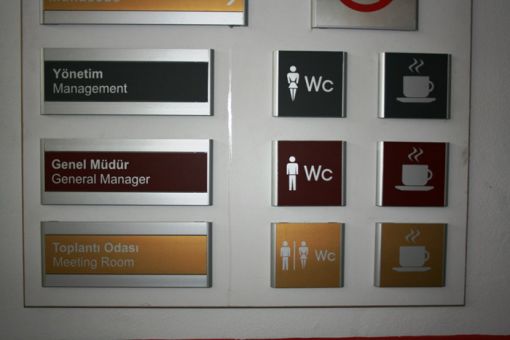 Yönetim
Management
Wc
Genel Müdür
General Manager
Wc
Toplantı Odası
Meeting Room
Wc